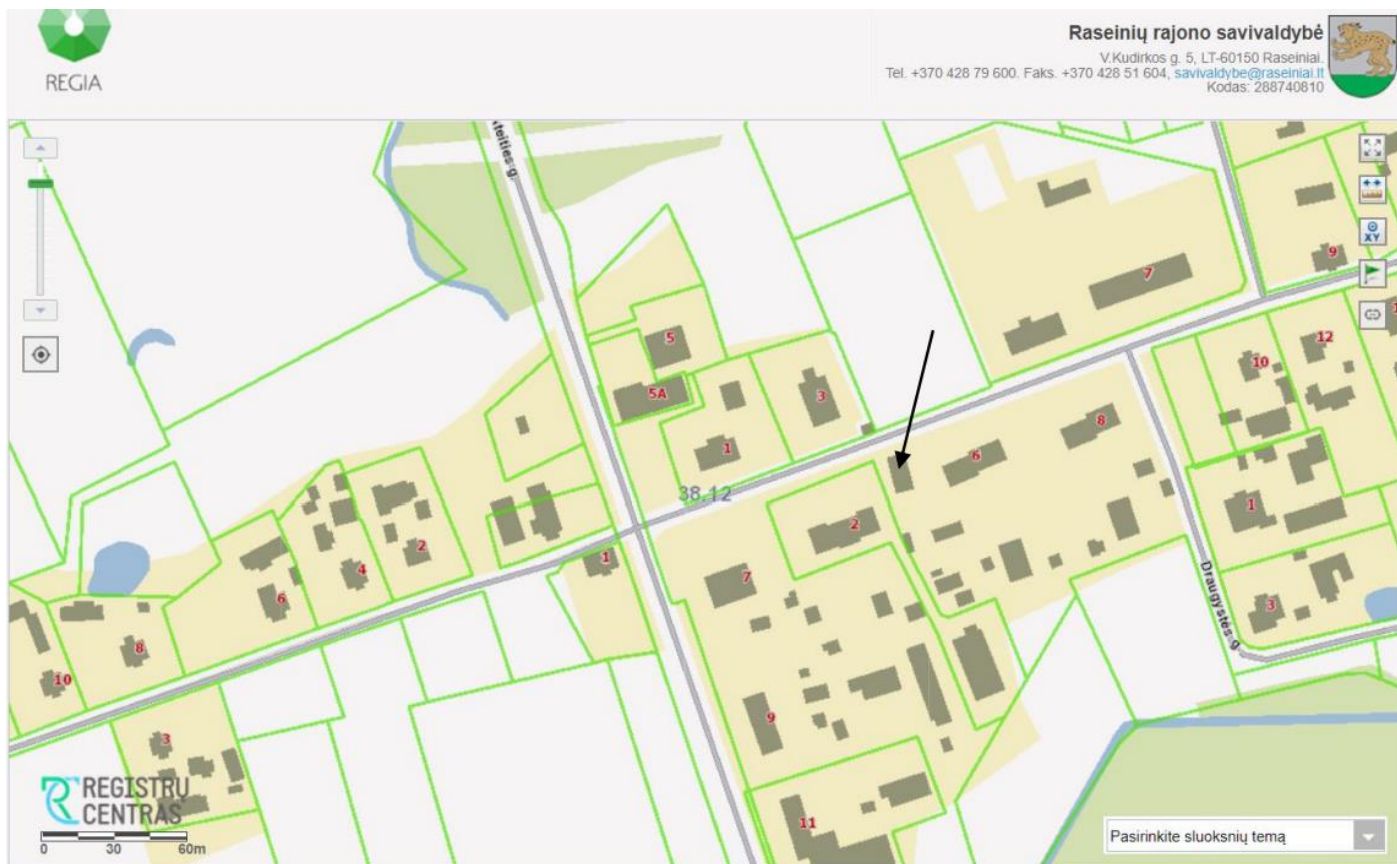 REGIA
Raseinių rajono savivaldybė
V.Kudirkos g. 5, LT-60150 Raseiniai.
Tel. +370 428 79 600. Faks. +370 428 51 604, savivaldybe@raseiniai.lt
Kodas: 288740810
XY
9
7
5
12
10
5A
3
1
8
6
38.12
2
1
2
1
4
7
6
Draugystės g.
3
8
10
9
3
REGISTRŲ
CENTRAS
11
0 30 60m
Pasirinkite sluoksnių temą